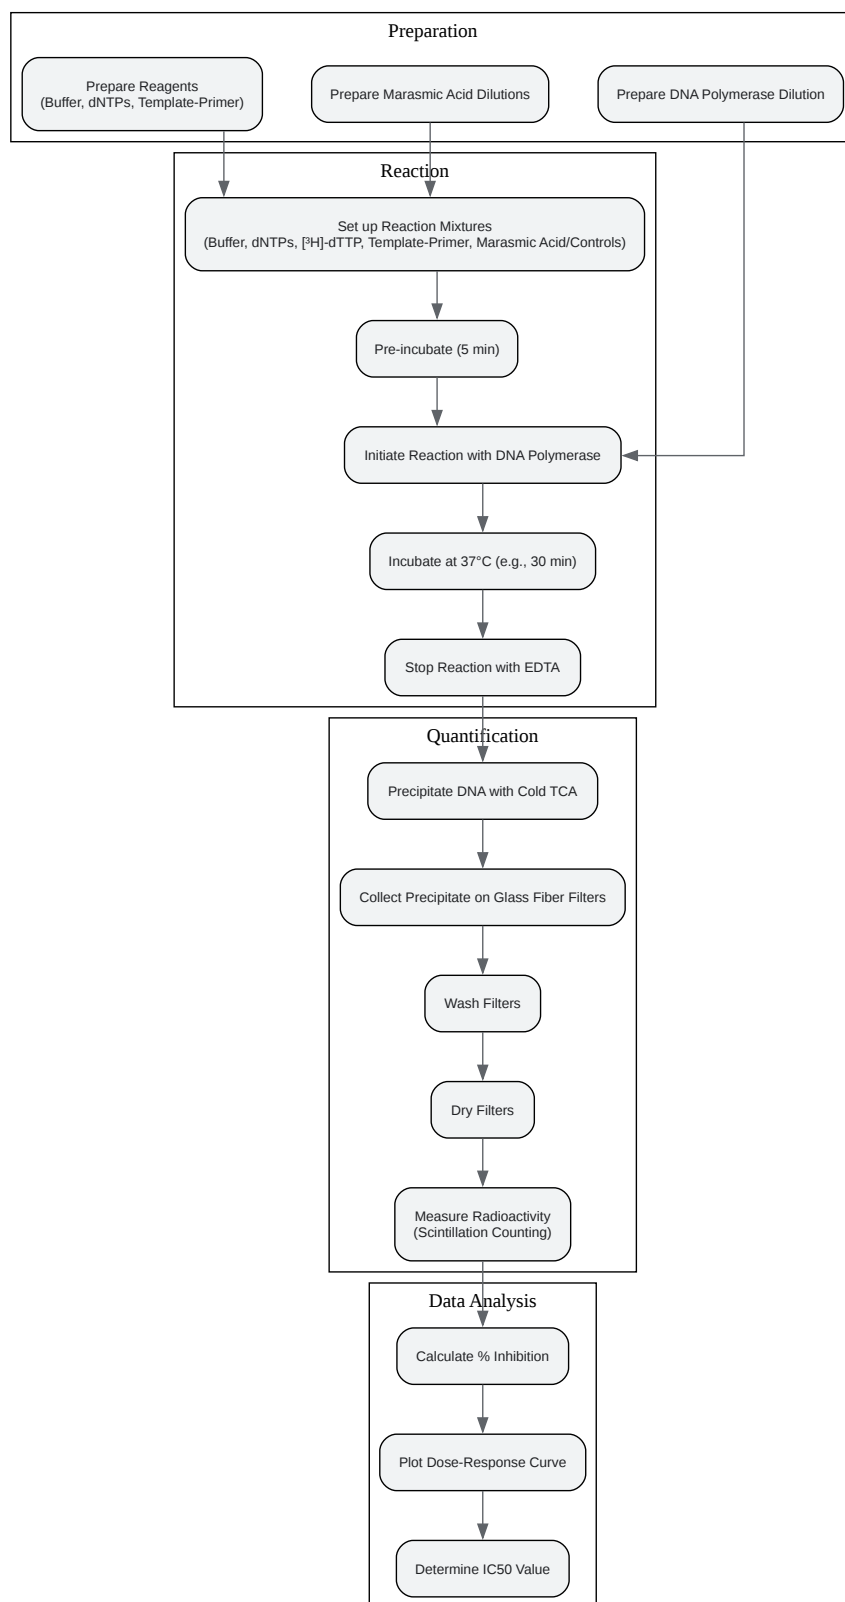 Preparation
Prepare Reagents
(Buffer, dNTPs, Template-Primer)
Prepare Marasmic Acid Dilutions
Prepare DNA Polymerase Dilution
Reaction
Set up Reaction Mixtures
(Buffer, dNTPs, [³H]-dTTP, Template-Primer, Marasmic Acid/Controls)
Pre-incubate (5 min)
Initiate Reaction with DNA Polymerase
Incubate at 37°C (e.g., 30 min)
Stop Reaction with EDTA
Quantification
Precipitate DNA with Cold TCA
Collect Precipitate on Glass Fiber Filters
Wash Filters
Dry Filters
Measure Radioactivity
(Scintillation Counting)
Data Analysis
Calculate % Inhibition
Plot Dose-Response Curve
Determine IC50 Value